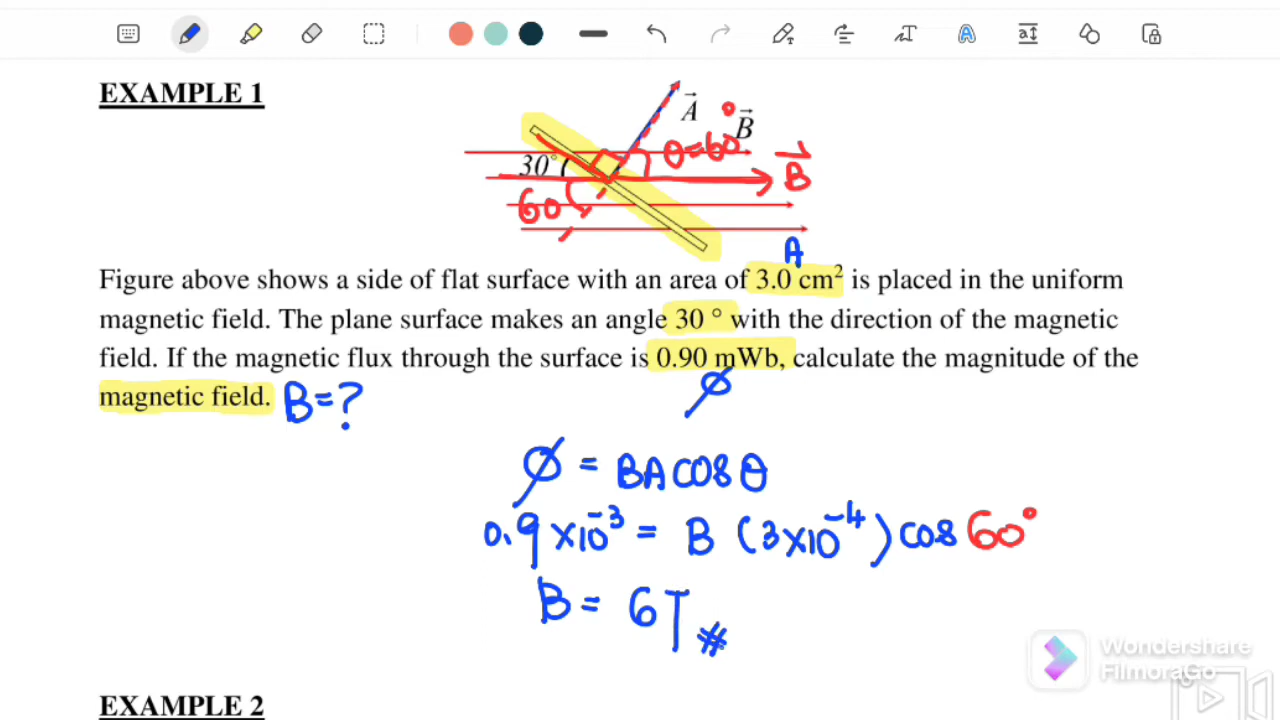 EXAMPLE 1
A
B
θ=60°
30°
B
60
A
Figure above shows a side of flat surface with an area of 3.0 cm² is placed in the uniform
magnetic field. The plane surface makes an angle 30 ° with the direction of the magnetic
field. If the magnetic flux through the surface is 0.90 mWb, calculate the magnitude of the
magnetic field. B=?
Ø
Ø = BA cos θ
0.9 ×10⁻³ = B (3×10⁻⁴) cos 60°
B = 6T #
Wondershare
FilmoraGo
EXAMPLE 2